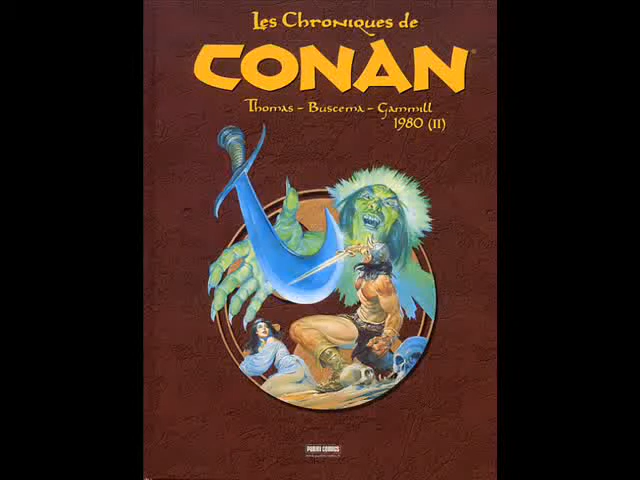 Les Chroniques de
CONAN®
Thomas - Buscema - Gammill
1980 (II)
PANINI COMICS